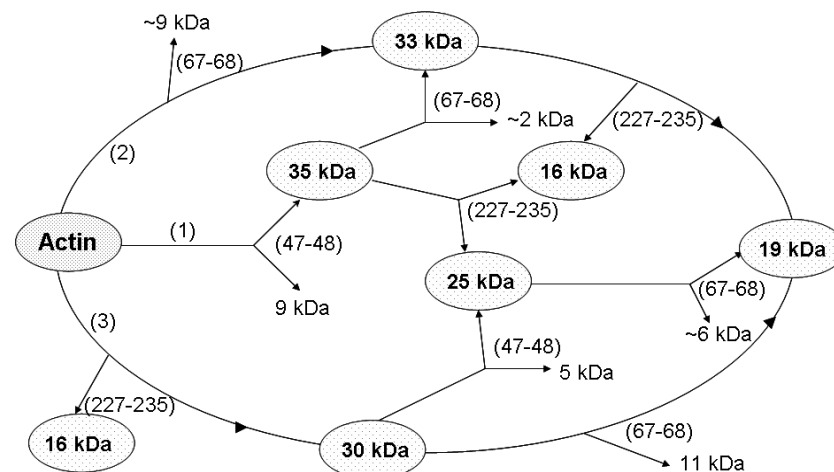 ~9 kDa
33 kDa
(67-68)
(67-68)
~2 kDa
(227-235)
(2)
35 kDa
16 kDa
(227-235)
Actin
(1)
(47-48)
19 kDa
25 kDa
(67-68)
9 kDa
~6 kDa
(3)
(47-48)
5 kDa
(227-235)
16 kDa
30 kDa
(67-68)
11 kDa